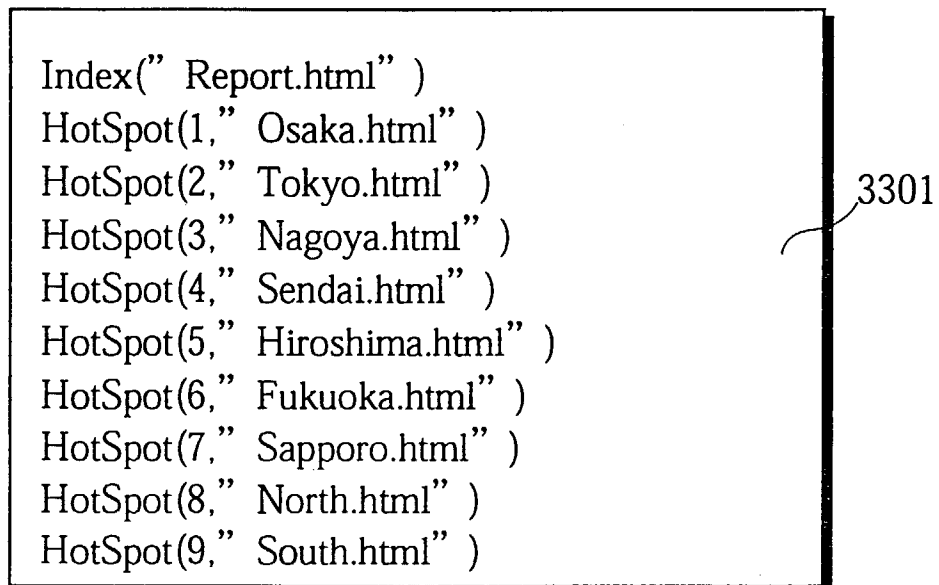 Index(” Report.html” )
HotSpot(1,” Osaka.html” )
HotSpot(2,” Tokyo.html” )
HotSpot(3,” Nagoya.html” )
HotSpot(4,” Sendai.html” )
HotSpot(5,” Hiroshima.html” )
HotSpot(6,” Fukuoka.html” )
HotSpot(7,” Sapporo.html” )
HotSpot(8,” North.html” )
HotSpot(9,” South.html” )
3301